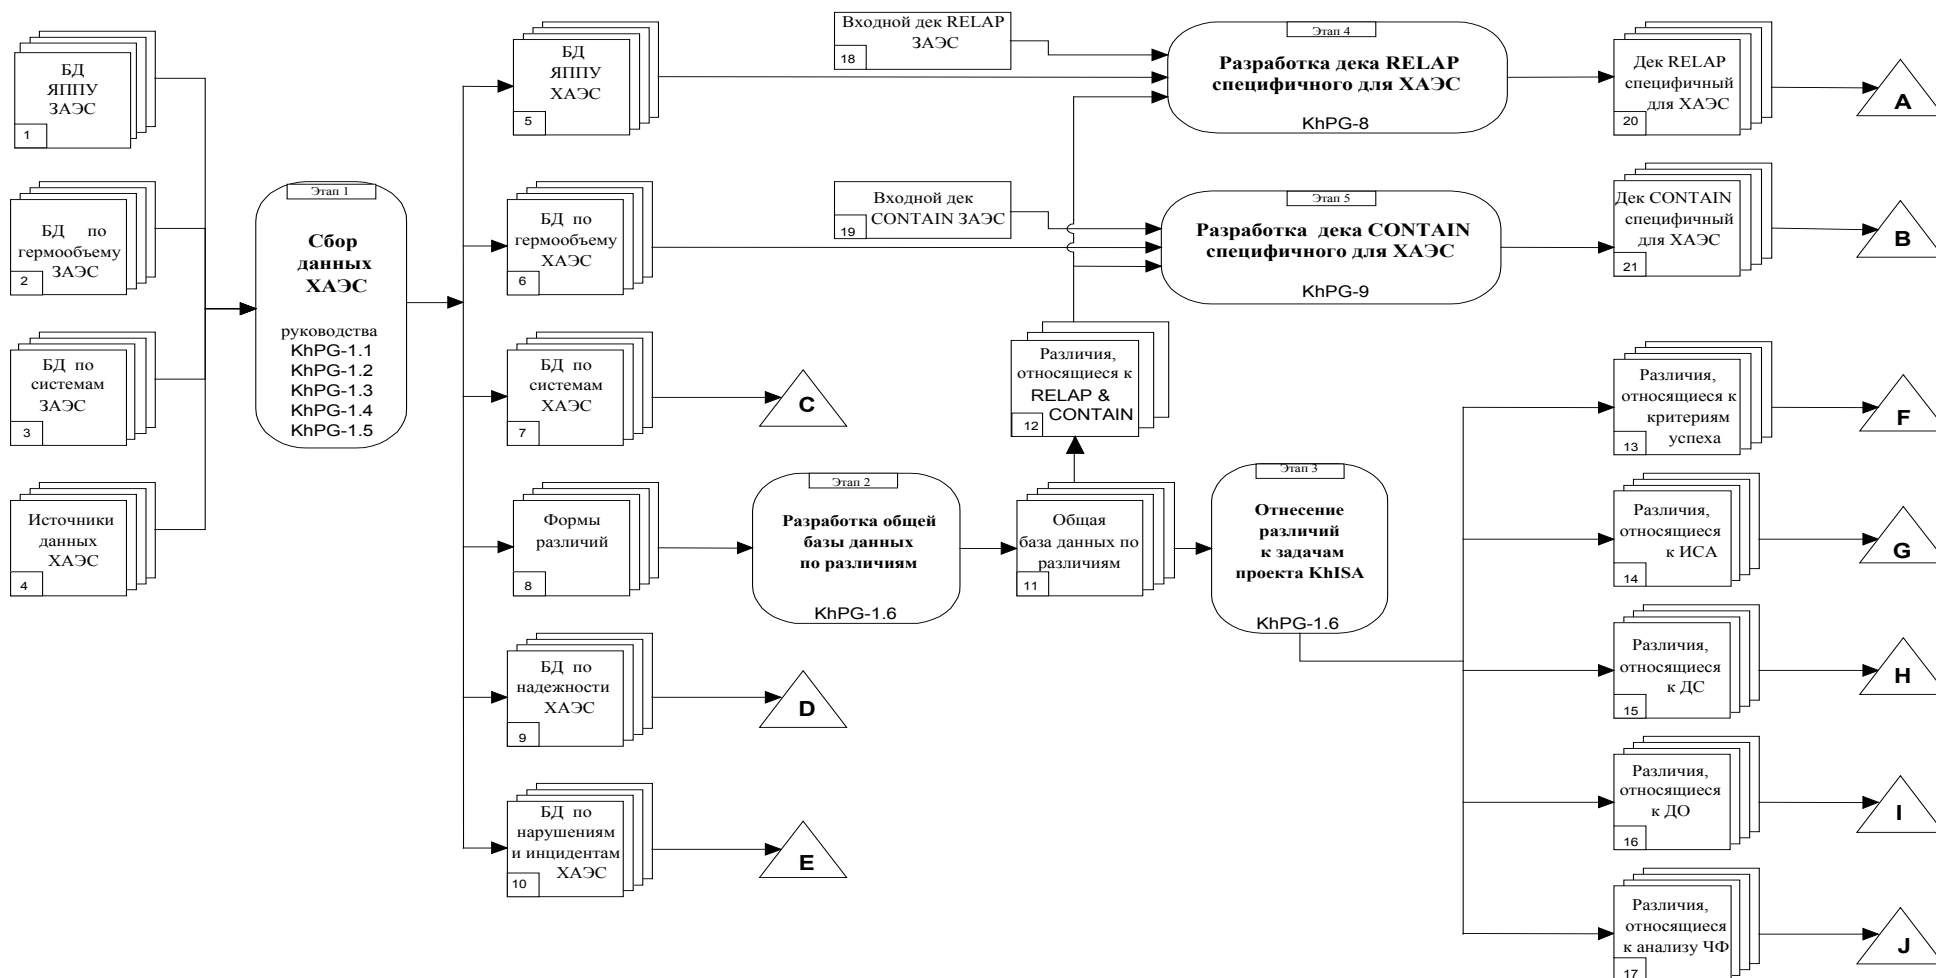 БД
ЯППУ
ЗАЭС
1
БД по
гермообъему
ЗАЭС
2
БД по
системам
ЗАЭС
3
Источники
данных
ХАЭС
4
Этап 1
Сбор
данных
ХАЭС
руководства
KhPG-1.1
KhPG-1.2
KhPG-1.3
KhPG-1.4
KhPG-1.5
БД
ЯППУ
ХАЭС
5
БД по
гермообъему
ХАЭС
6
БД по
системам
ХАЭС
7
C
Формы
различий
8
БД по
надежности
ХАЭС
9
D
БД по
нарушениям
и инцидентам
ХАЭС
10
E
Этап 2
Разработка общей
базы данных
по различиям
KhPG-1.6
Общая
база данных по
различиям
11
Различия,
относящиеся к
RELAP &
CONTAIN
12
Этап 3
Отнесение
различий
к задачам
проекта KhISA
KhPG-1.6
Входной дек RELAP
ЗАЭС
18
Входной дек
CONTAIN ЗАЭС
19
Этап 4
Разработка дека RELAP
специфичного для ХАЭС
KhPG-8
Этап 5
Разработка дека CONTAIN
специфичного для ХАЭС
KhPG-9
Дек RELAP
специфичный
для ХАЭС
20
A
Дек CONTAIN
специфичный
для ХАЭС
21
B
Различия,
относящиеся к
критериям
успеха
13
F
Различия,
относящиеся
к ИСА
14
G
Различия,
относящиеся
к ДС
15
H
Различия,
относящиеся
к ДО
16
I
Различия,
относящиеся
к анализу ЧФ
17
J